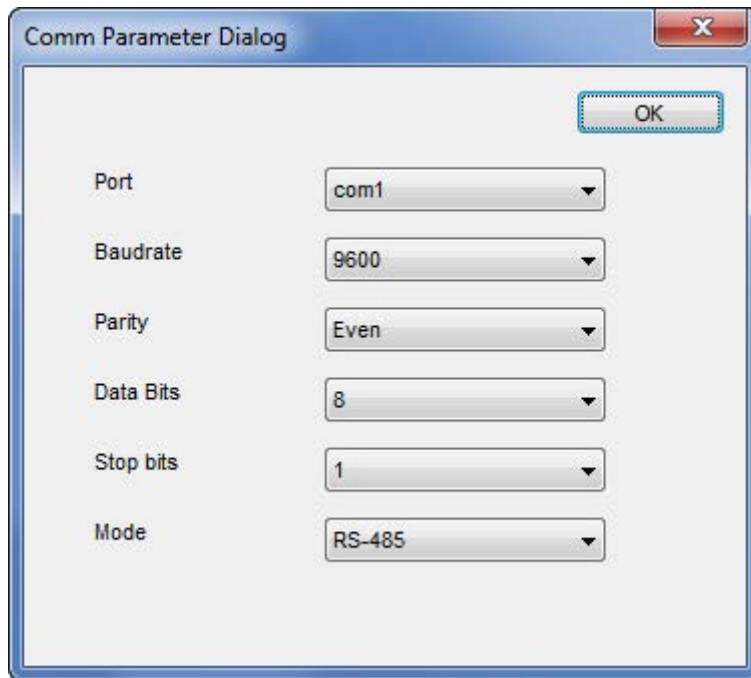 Comm Parameter Dialog
OK
Port com1
Baudrate 9600
Parity Even
Data Bits 8
Stop bits 1
Mode RS-485